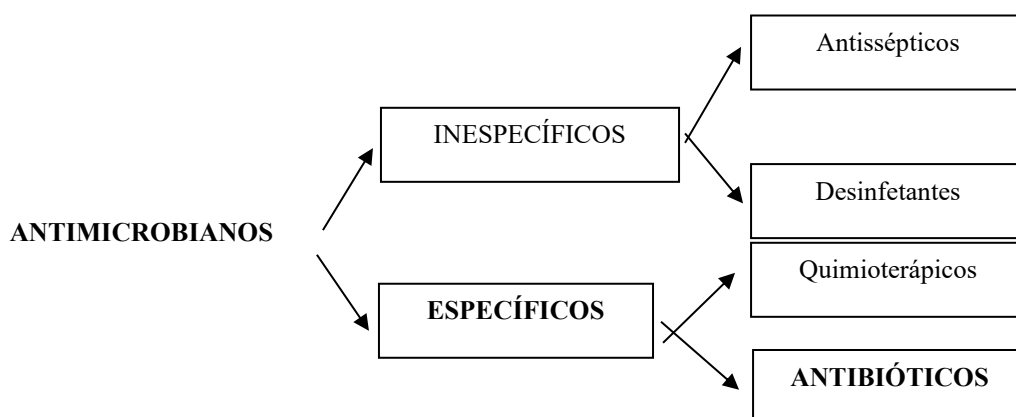 Antissépticos
INESPECÍFICOS
Desinfetantes
ANTIMICROBIANOS
Quimioterápicos
ESPECÍFICOS
ANTIBIÓTICOS